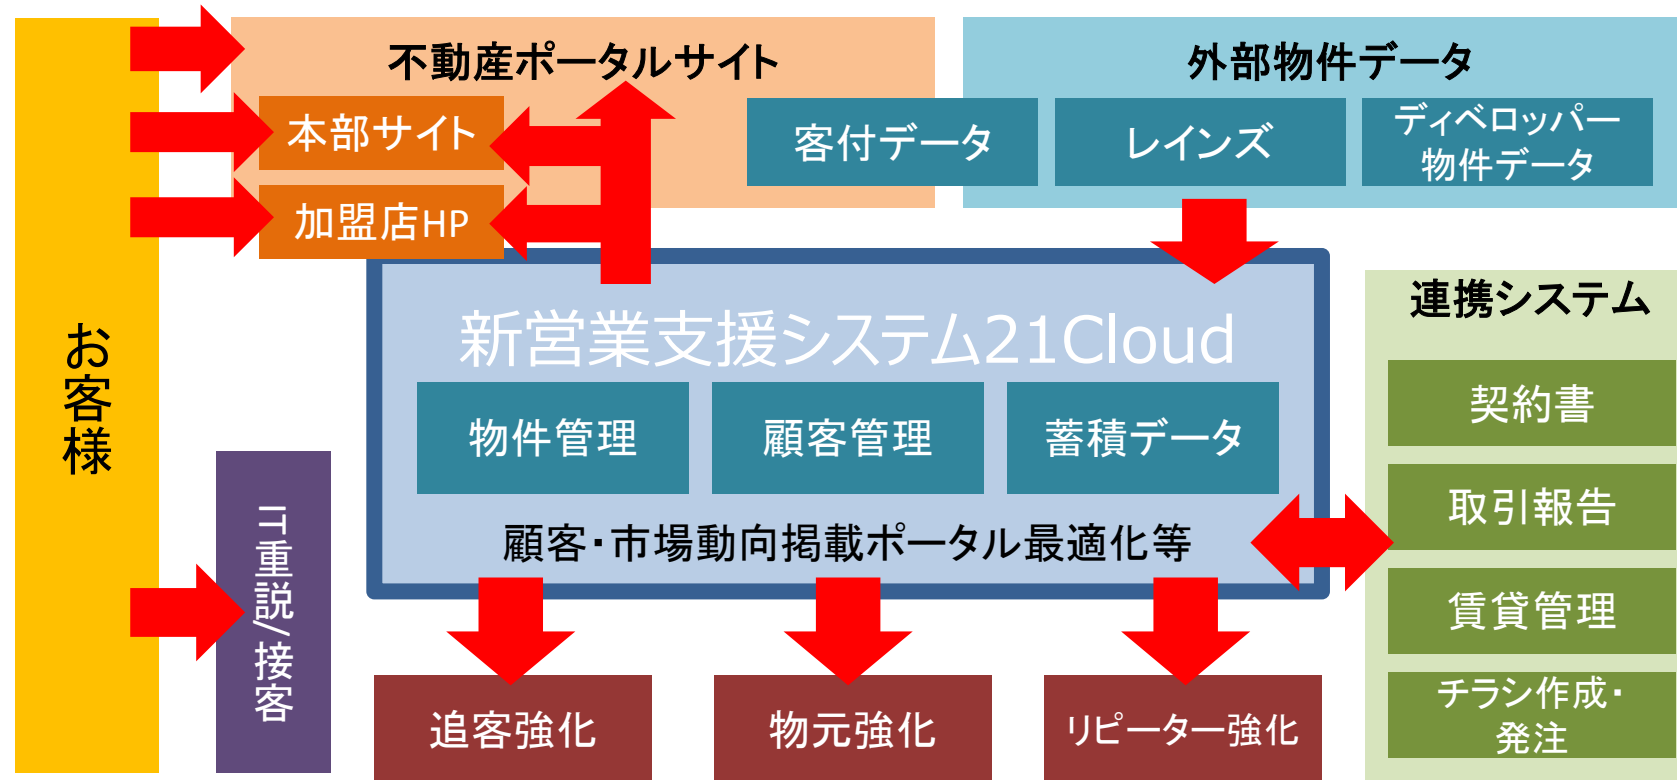 お客様
不動産ポータルサイト
本部サイト
加盟店HP
外部物件データ
客付データ
レインズ
ディベロッパー
物件データ
新営業支援システム21Cloud
物件管理
顧客管理
蓄積データ
顧客・市場動向掲載ポータル最適化等
連携システム
契約書
取引報告
賃貸管理
チラシ作成・
発注
IT重説/接客
追客強化
物元強化
リピーター強化